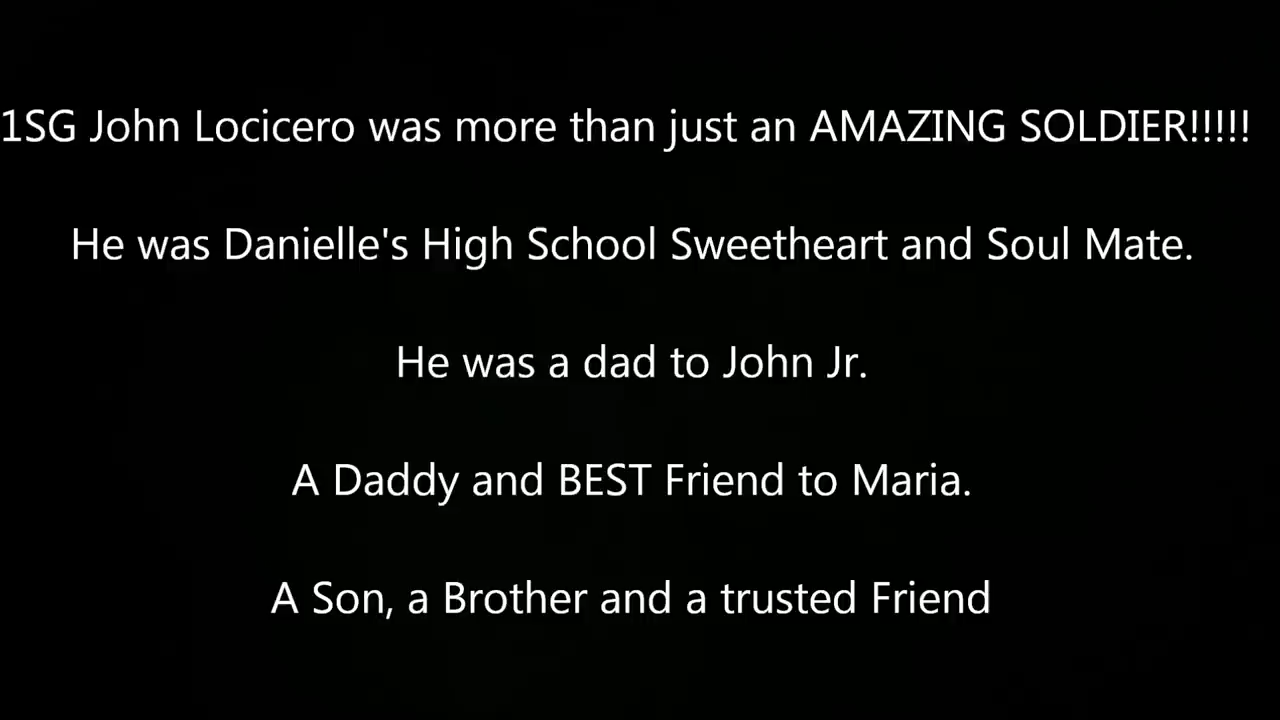 1SG John Locicero was more than just an AMAZING SOLDIER!!!!!
He was Danielle's High School Sweetheart and Soul Mate.
He was a dad to John Jr.
A Daddy and BEST Friend to Maria.
A Son, a Brother and a trusted Friend